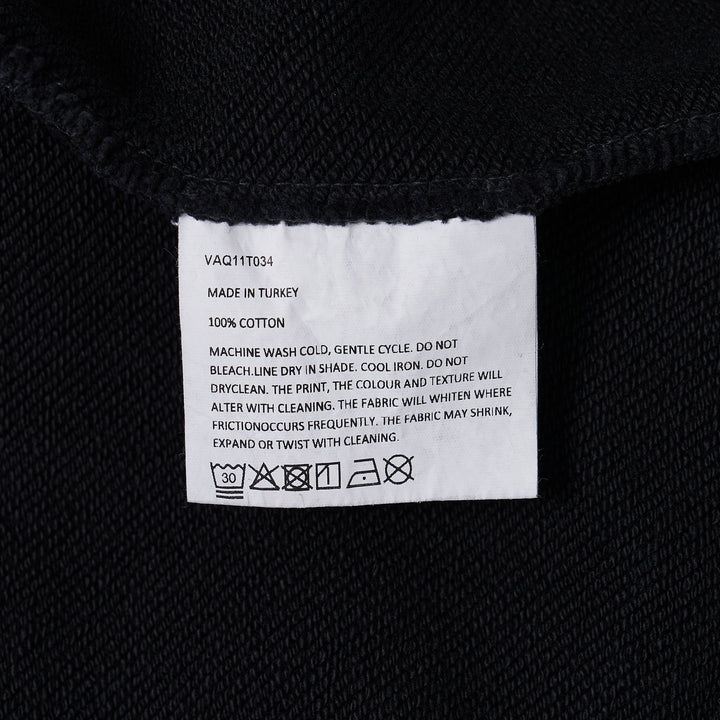 VAQ11T034
MADE IN TURKEY
100% COTTON
MACHINE WASH COLD, GENTLE CYCLE. DO NOT
BLEACH.LINE DRY IN SHADE. COOL IRON. DO NOT
DRYCLEAN. THE PRINT, THE COLOUR AND TEXTURE WILL
ALTER WITH CLEANING. THE FABRIC WILL WHITEN WHERE
FRICTIONOCCURS FREQUENTLY. THE FABRIC MAY SHRINK,
EXPAND OR TWIST WITH CLEANING.
30